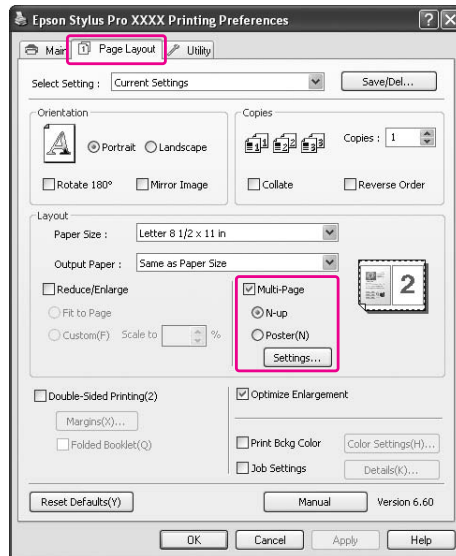 Epson Stylus Pro XXXX Printing Preferences
Main Page Layout Utility
Select Setting : Current Settings Save/Del...
Orientation
Portrait Landscape
Rotate 180° Mirror Image
Copies
Copies : 1
Collate Reverse Order
Layout
Paper Size : Letter 8 1/2 x 11 in
Output Paper : Same as Paper Size
Reduce/Enlarge
Fit to Page
Custom(F) Scale to %
Multi-Page
N-up
Poster(N)
Settings...
2
Double-Sided Printing(2)
Margins(X)...
Folded Booklet(Q)
Optimize Enlargement
Print Bckg Color Color Settings(H)...
Job Settings Details(K)...
Reset Defaults(Y) Manual Version 6.60
OK Cancel Apply Help